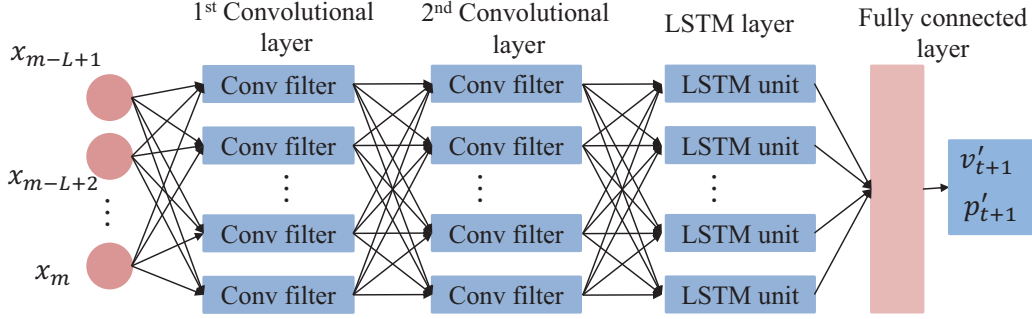 1st Convolutional
layer
2nd Convolutional
layer
LSTM layer
Fully connected
layer
x_{m-L+1}
x_{m-L+2}
⋮
x_m
Conv filter
Conv filter
⋮
Conv filter
Conv filter
Conv filter
Conv filter
⋮
Conv filter
Conv filter
LSTM unit
LSTM unit
⋮
LSTM unit
LSTM unit
v'_{t+1}
p'_{t+1}